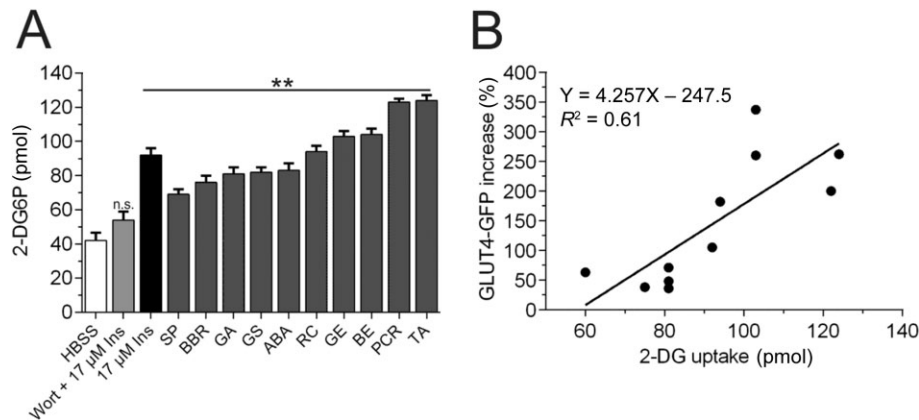 A
2-DG6P (pmol)
140
120
100
80
60
40
20
0
n.s.
**
HBSS
Wort + 17 µM Ins
17 µM Ins
SP
BBR
GA
GS
ABA
RC
GE
BE
PCR
TA
B
GLUT4-GFP increase (%)
400
350
300
250
200
150
100
50
0
Y = 4.257X – 247.5
R² = 0.61
60
80
100
120
140
2-DG uptake (pmol)